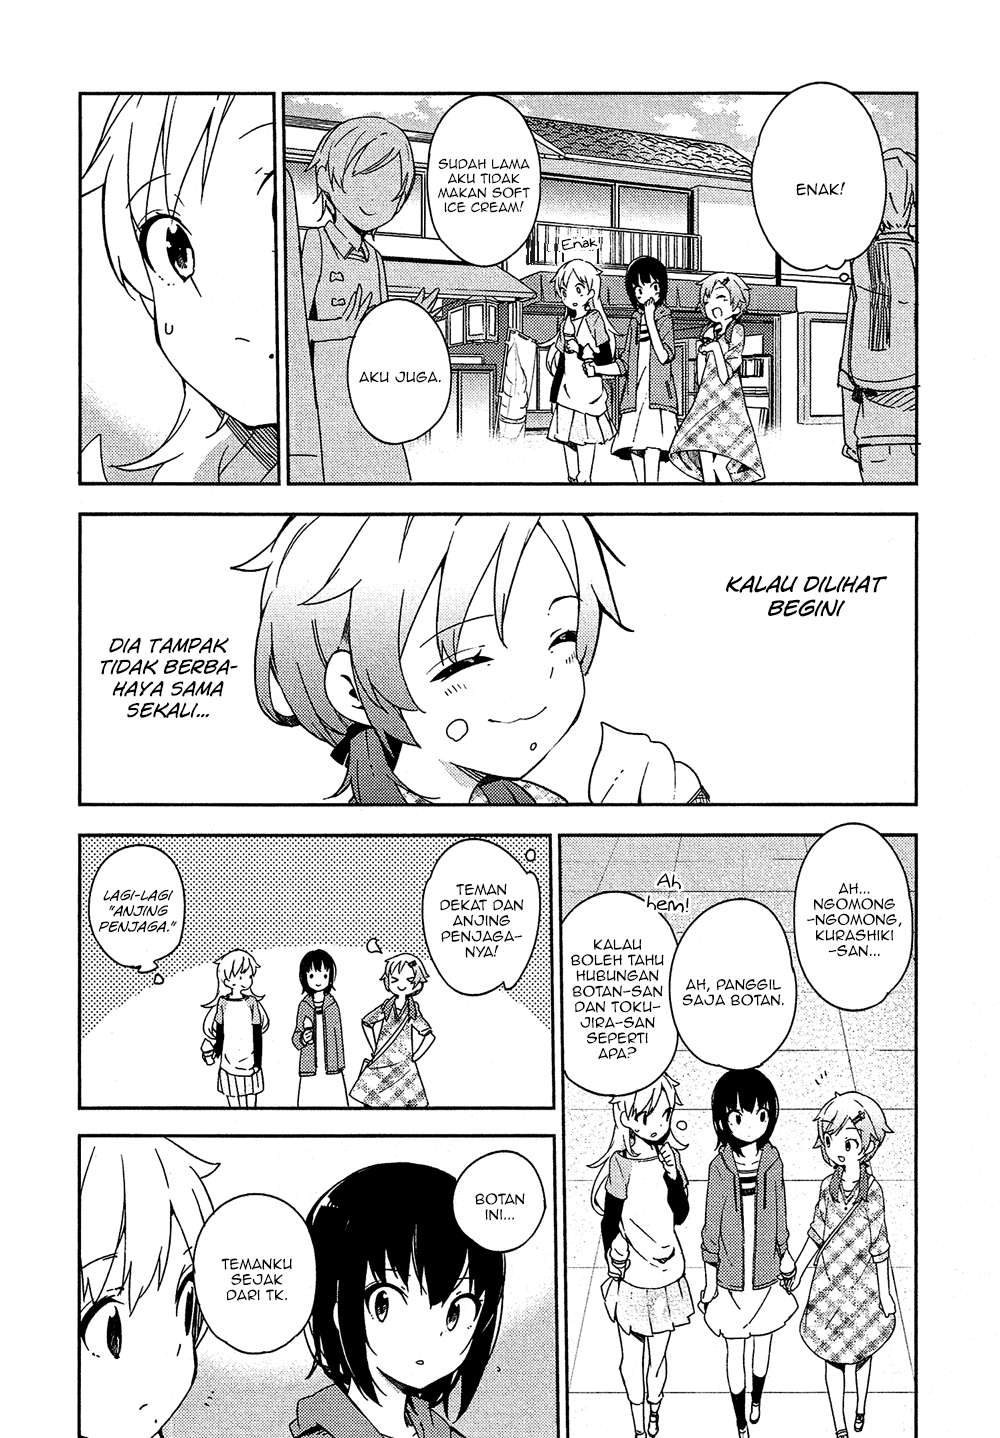 ENAK!
SUDAH LAMA
AKU TIDAK
MAKAN SOFT
ICE CREAM!
Enak
AKU JUGA.
KALAU DILIHAT
BEGINI
DIA TAMPAK
TIDAK BERBA-
HAYA SAMA
SEKALI...
AH...
NGOMONG
-NGOMONG,
KURASHIKI
-SAN...
AH, PANGGIL
SAJA BOTAN.
Ah
hem!
KALAU
BOLEH TAHU
HUBUNGAN
BOTAN-SAN
DAN TOKU-
JIRA-SAN
SEPERTI
APA?
TEMAN
DEKAT DAN
ANJING
PENJAGA-
NYA!
LAGI-LAGI
"ANJING
PENJAGA."
BOTAN
INI...
TEMANKU
SEJAK
DARI TK.